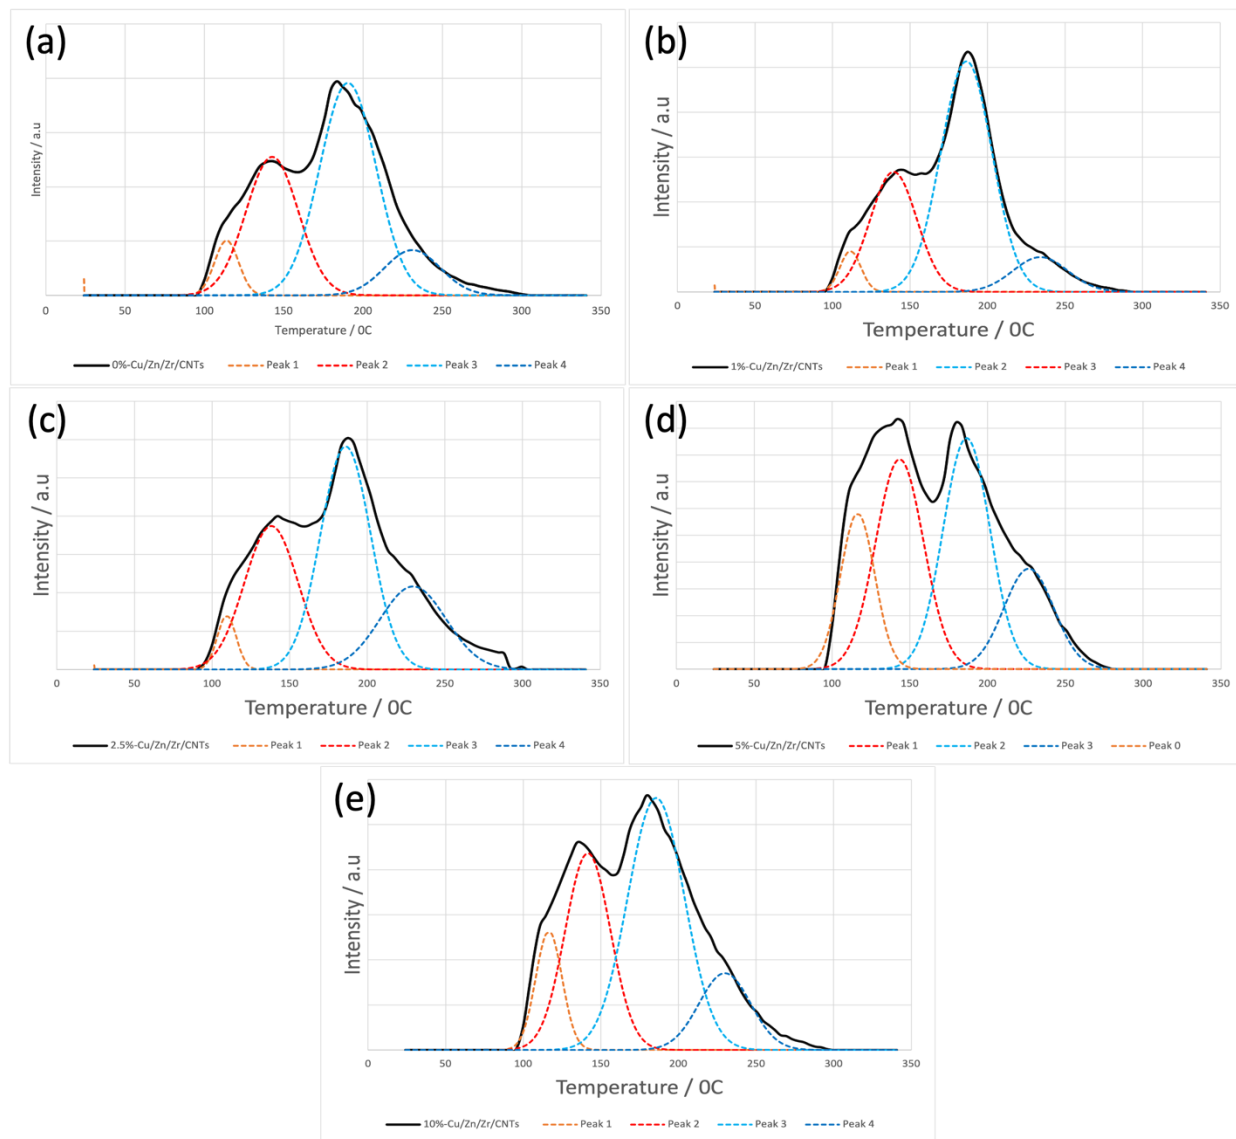 (a)
Intensity / a.u
0 50 100 150 200 250 300 350
Temperature / 0C
0%-Cu/Zn/Zr/CNTs Peak 1 Peak 2 Peak 3 Peak 4
(b)
Intensity / a.u
0 50 100 150 200 250 300 350
Temperature / 0C
1%-Cu/Zn/Zr/CNTs Peak 1 Peak 2 Peak 3 Peak 4
(c)
Intensity / a.u
0 50 100 150 200 250 300 350
Temperature / 0C
2.5%-Cu/Zn/Zr/CNTs Peak 1 Peak 2 Peak 3 Peak 4
(d)
Intensity / a.u
0 50 100 150 200 250 300 350
Temperature / 0C
5%-Cu/Zn/Zr/CNTs Peak 1 Peak 2 Peak 3 Peak 0
(e)
Intensity / a.u
0 50 100 150 200 250 300 350
Temperature / 0C
10%-Cu/Zn/Zr/CNTs Peak 1 Peak 2 Peak 3 Peak 4